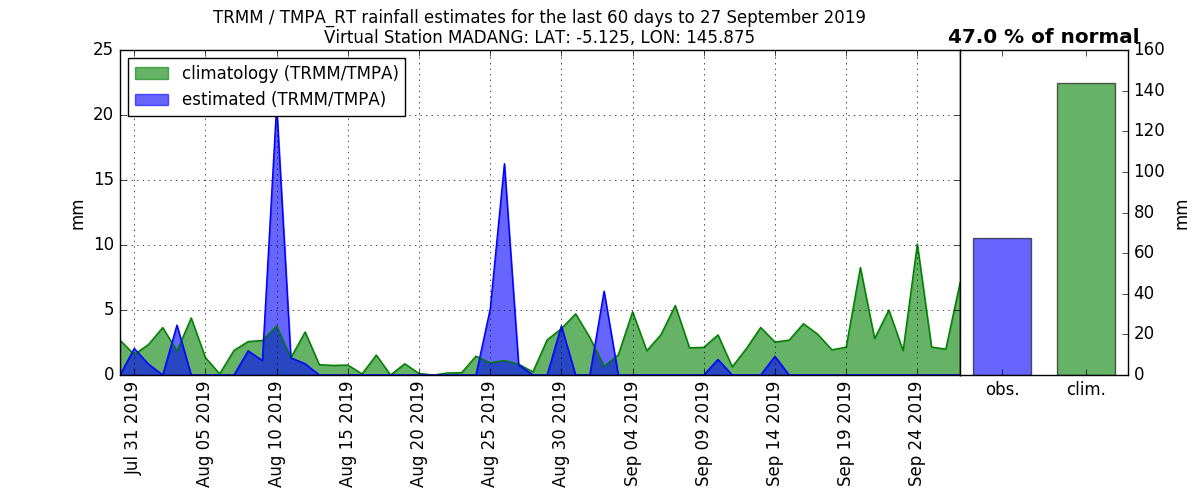 TRMM / TMPA_RT rainfall estimates for the last 60 days to 27 September 2019
Virtual Station MADANG: LAT: -5.125, LON: 145.875
47.0 % of normal
climatology (TRMM/TMPA)
estimated (TRMM/TMPA)
25
20
15
10
5
0
mm
Jul 31 2019
Aug 05 2019
Aug 10 2019
Aug 15 2019
Aug 20 2019
Aug 25 2019
Aug 30 2019
Sep 04 2019
Sep 09 2019
Sep 14 2019
Sep 19 2019
Sep 24 2019
160
140
120
100
80
60
40
20
0
mm
obs.
clim.